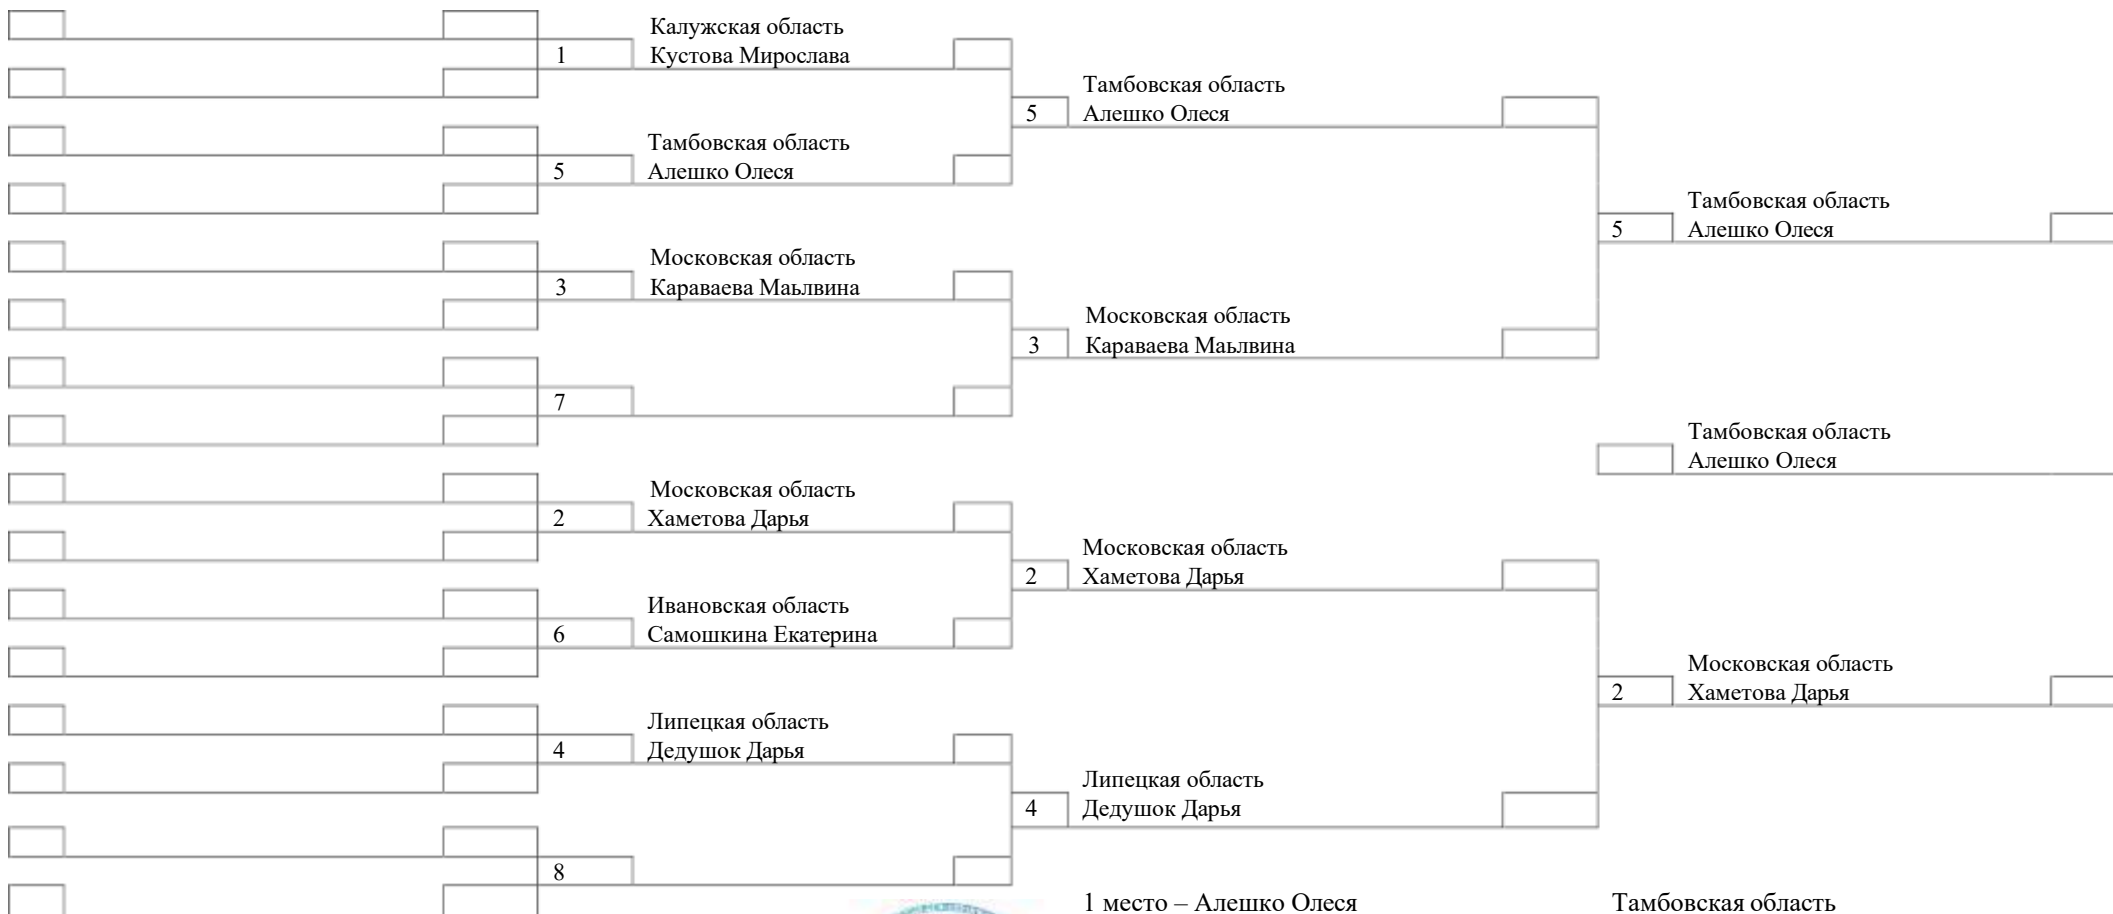 Калужская область
1 Кустова Мирослава
Тамбовская область
5 Алешко Олеся
Тамбовская область
5 Алешко Олеся
Тамбовская область
5 Алешко Олеся
Московская область
3 Караваева Маьлвина
Московская область
3 Караваева Маьлвина
7
Тамбовская область
Алешко Олеся
Московская область
2 Хаметова Дарья
Московская область
2 Хаметова Дарья
Ивановская область
6 Самошкина Екатерина
Московская область
2 Хаметова Дарья
Липецкая область
4 Дедушок Дарья
Липецкая область
4 Дедушок Дарья
8
1 место – Алешко Олеся Тамбовская область